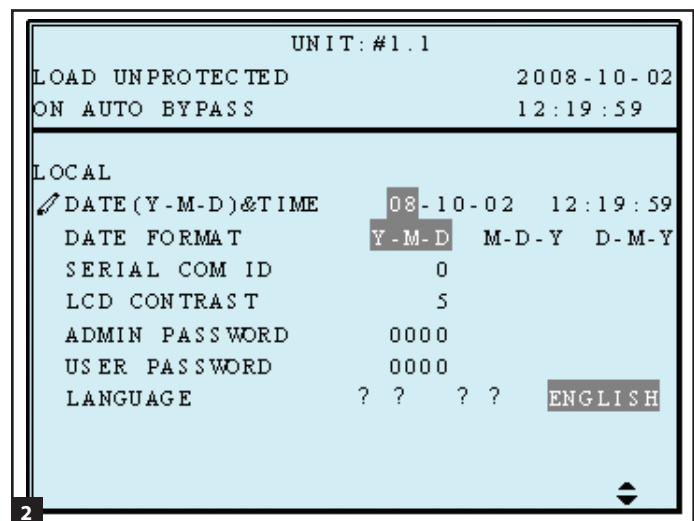 UNIT:#1.1
LOAD UNPROTECTED 2008-10-02
ON AUTO BYPASS 12:19:59
LOCAL
DATE(Y-M-D)&TIME 08-10-02 12:19:59
DATE FORMAT Y-M-D M-D-Y D-M-Y
SERIAL COM ID 0
LCD CONTRAST 5
ADMIN PASSWORD 0000
USER PASSWORD 0000
LANGUAGE ? ? ? ? ENGLISH
2